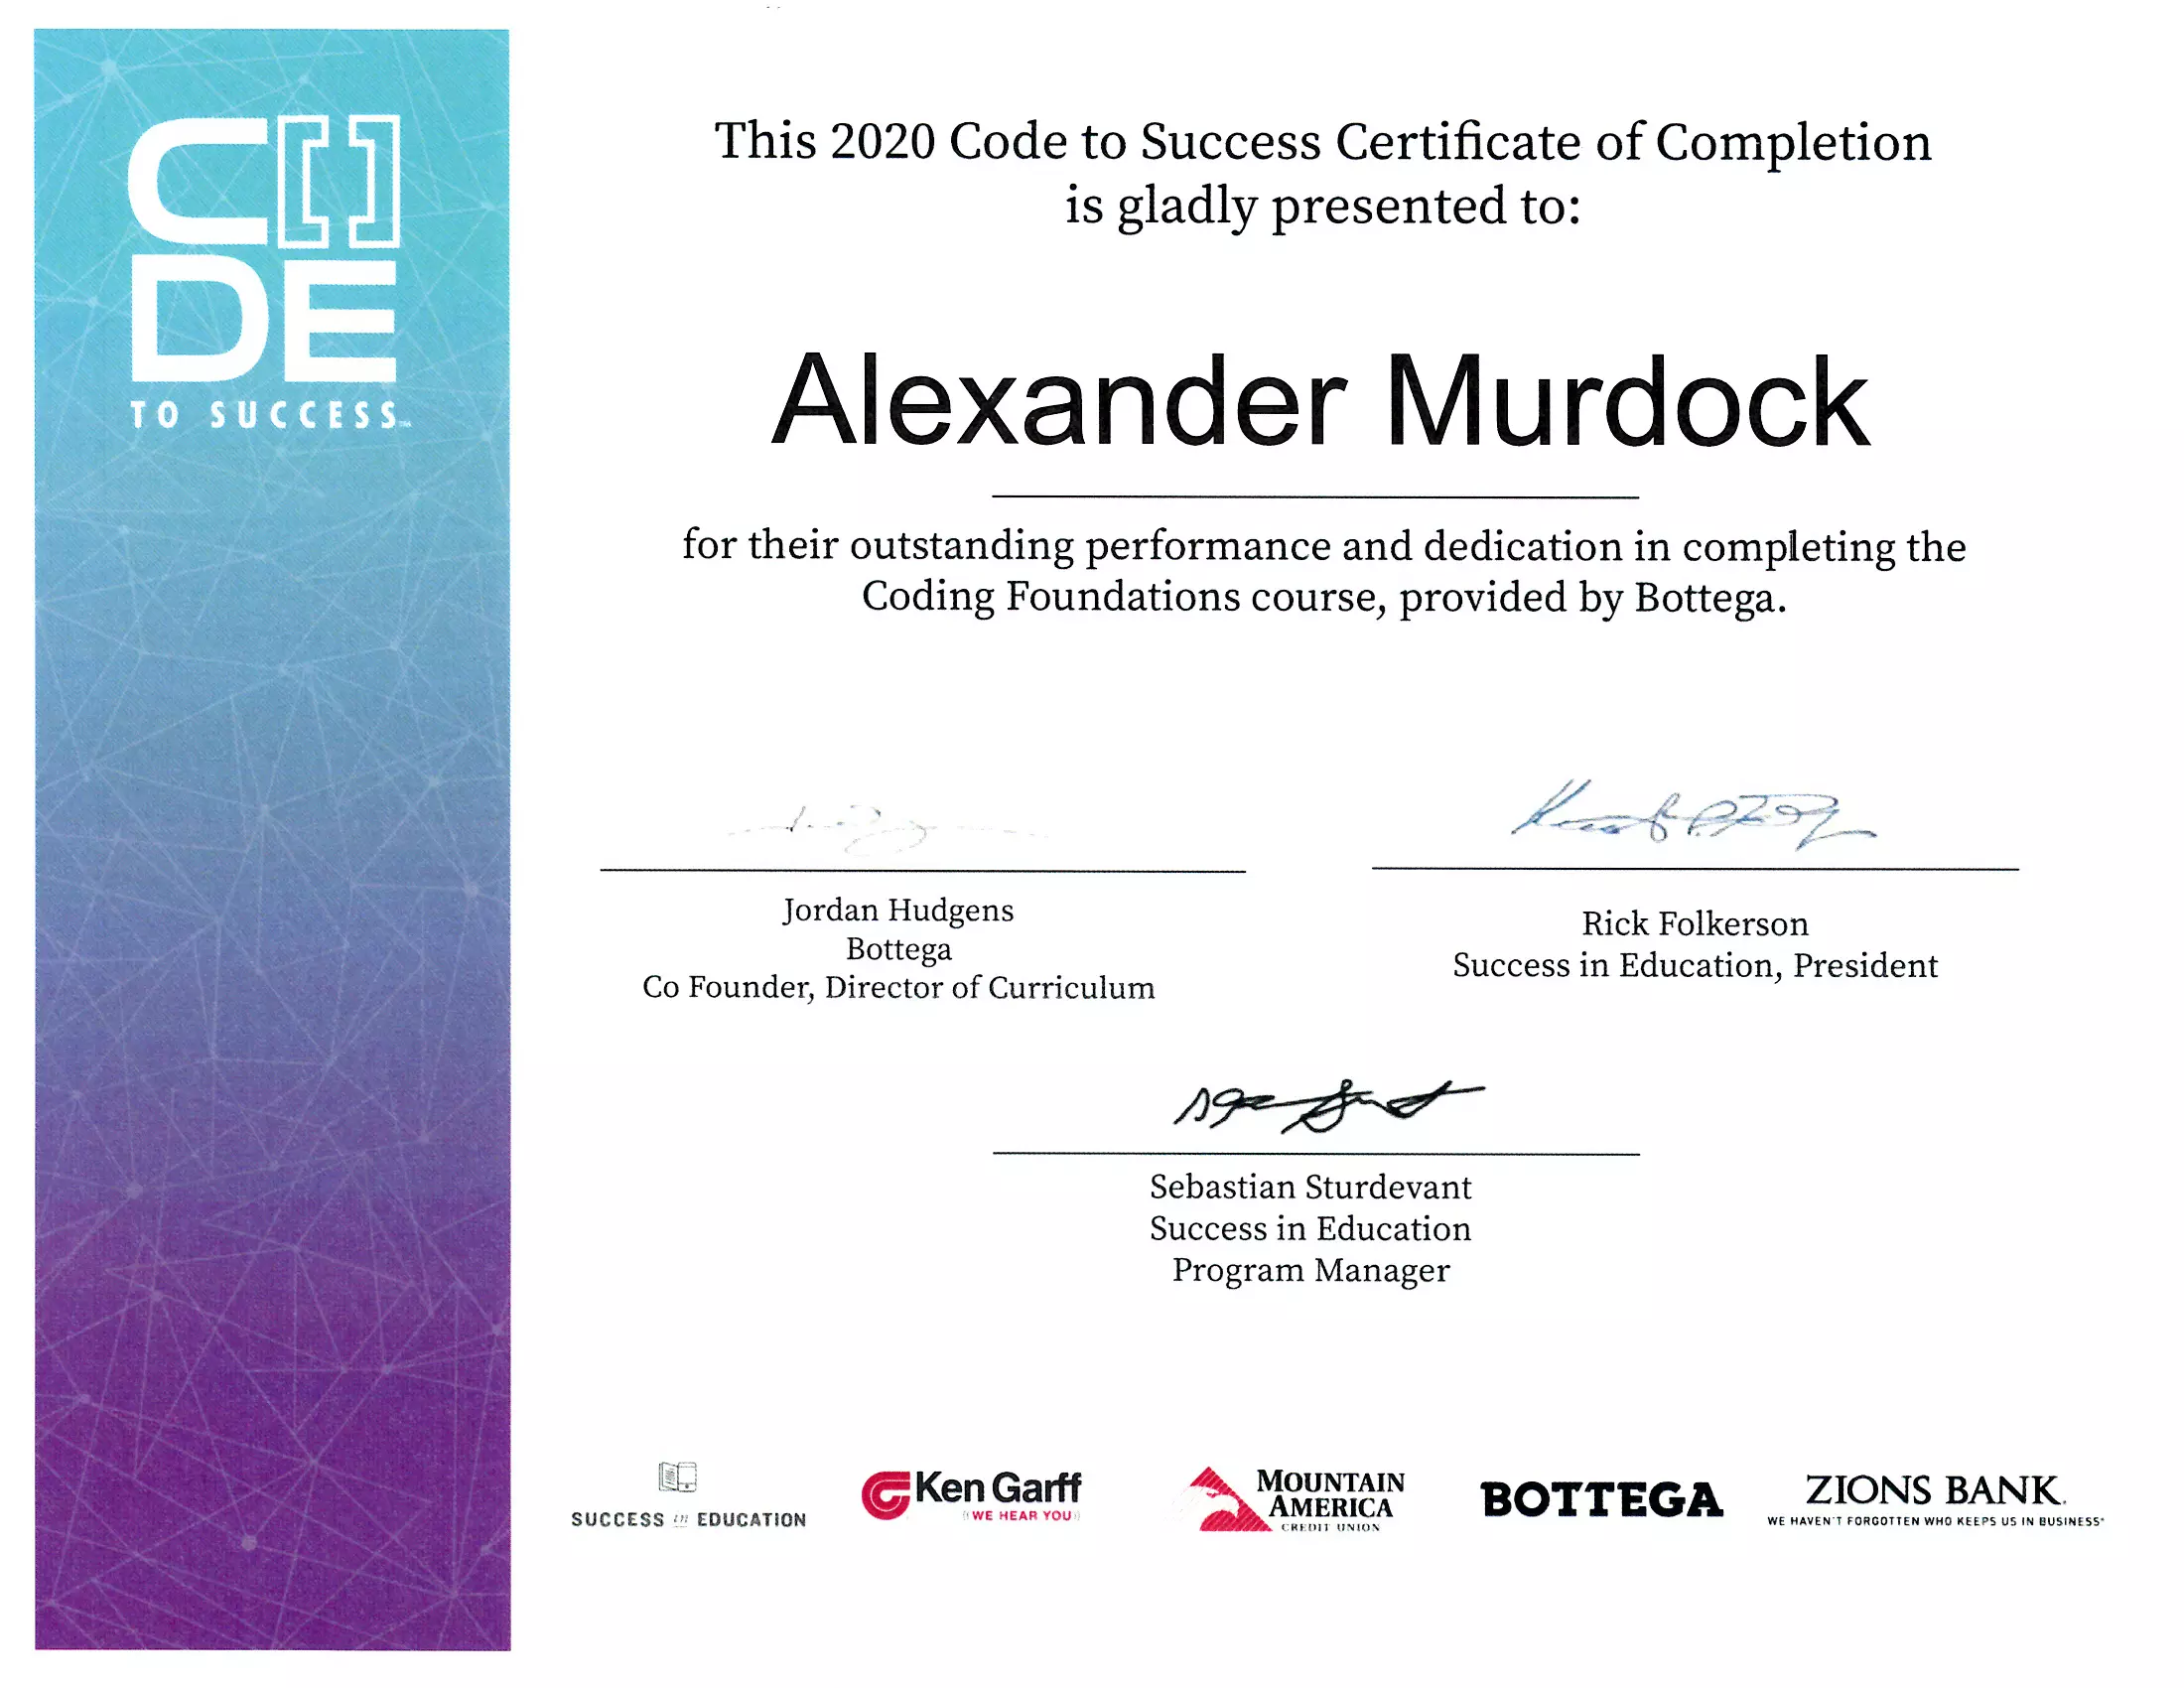 C[]
DE
TO SUCCESS™
This 2020 Code to Success Certificate of Completion
is gladly presented to:
Alexander Murdock
for their outstanding performance and dedication in completing the
Coding Foundations course, provided by Bottega.
Jordan Hudgens
Bottega
Co Founder, Director of Curriculum
Rick Folkerson
Success in Education, President
Sebastian Sturdevant
Success in Education
Program Manager
SUCCESS in EDUCATION
Ken Garff
WE HEAR YOU
MOUNTAIN
AMERICA
CREDIT UNION
BOTTEGA
ZIONS BANK.
WE HAVEN'T FORGOTTEN WHO KEEPS US IN BUSINESS®